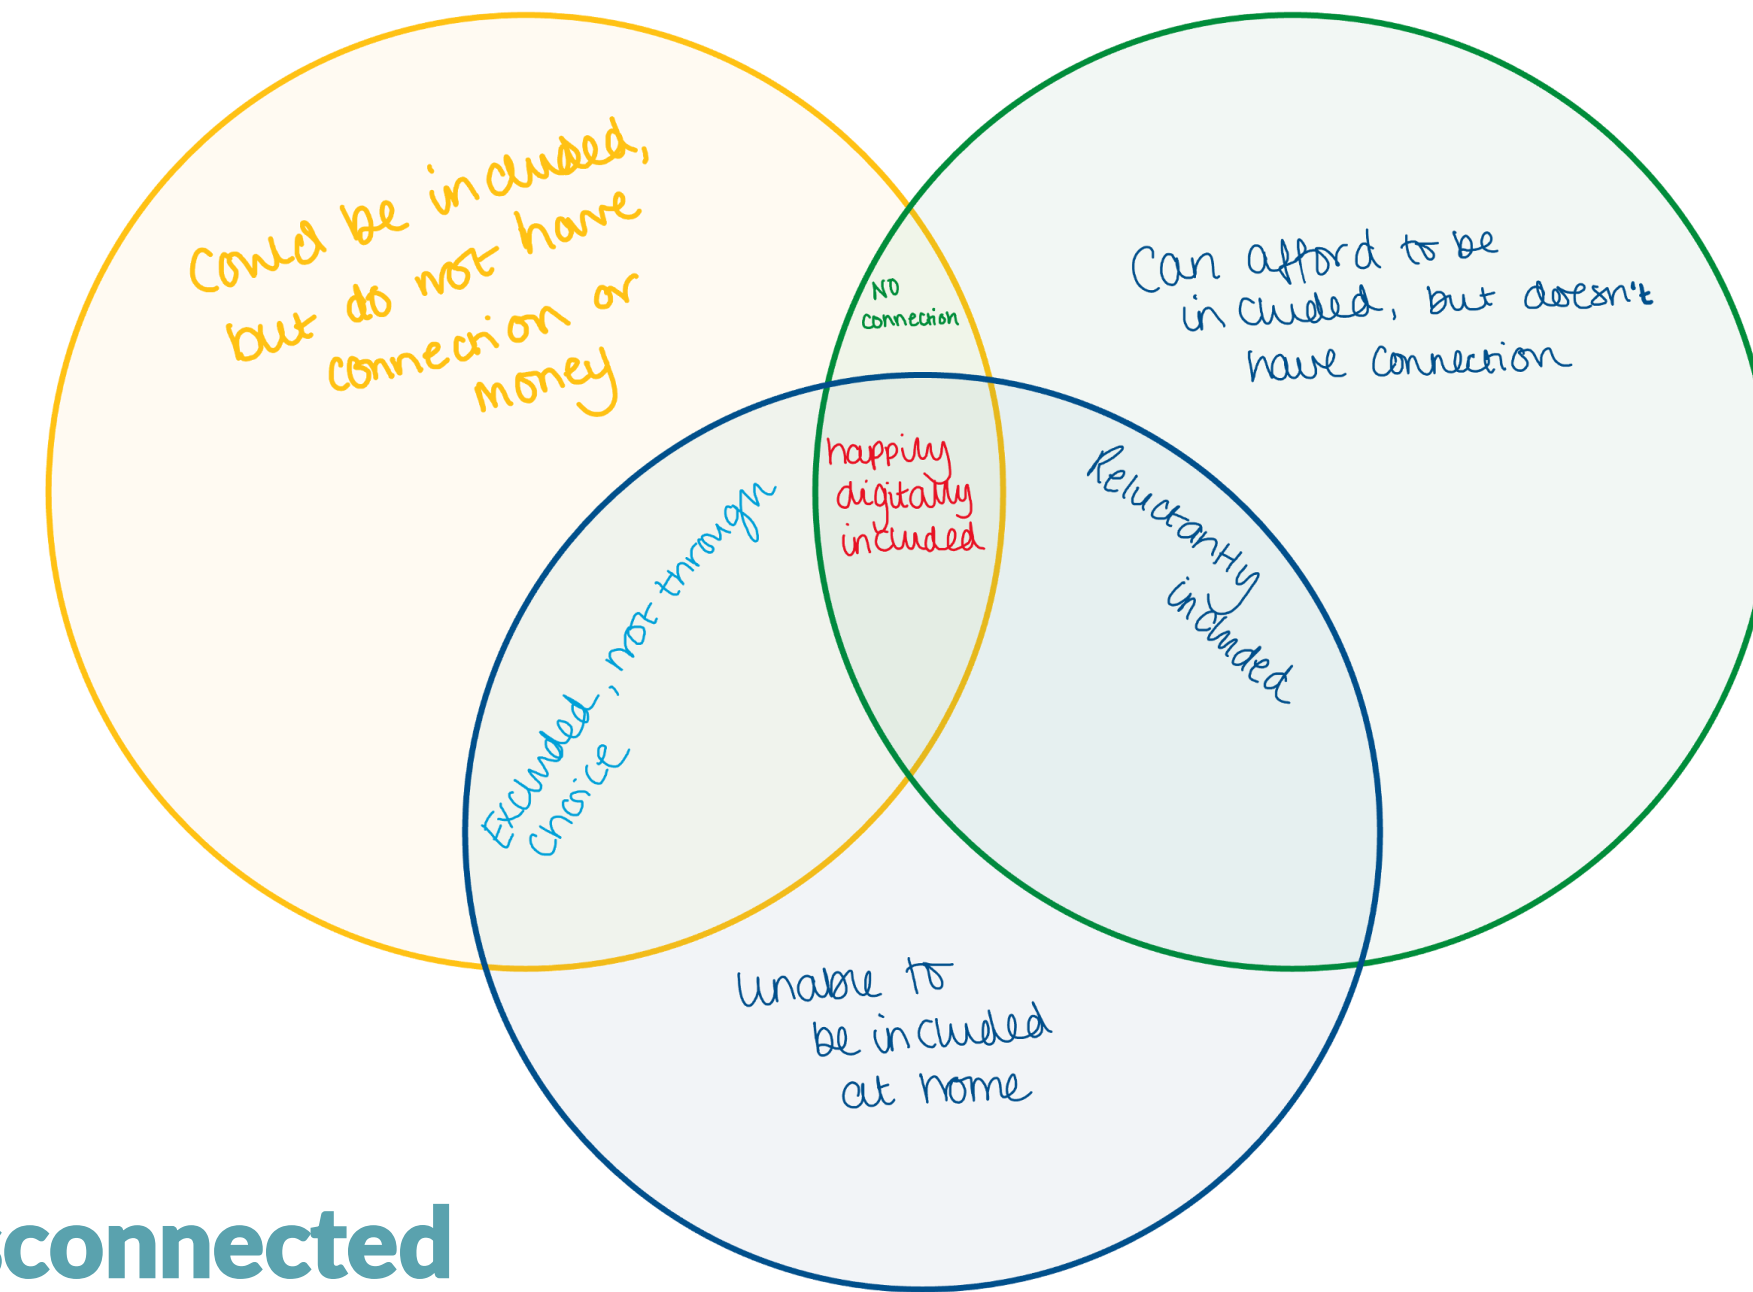 Could be included,
but do not have
connection or
money
NO
connection
Can afford to be
included, but doesn't
have connection
happily
digitally
included
Reluctantly
included
Excluded, not through
choice
Unable to
be included
at home
sconnected